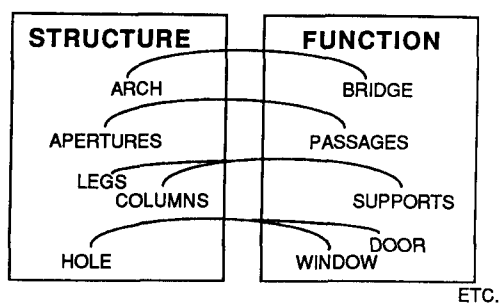 STRUCTURE
ARCH
APERTURES
LEGS
COLUMNS
HOLE
FUNCTION
BRIDGE
PASSAGES
SUPPORTS
DOOR
WINDOW
ETC.